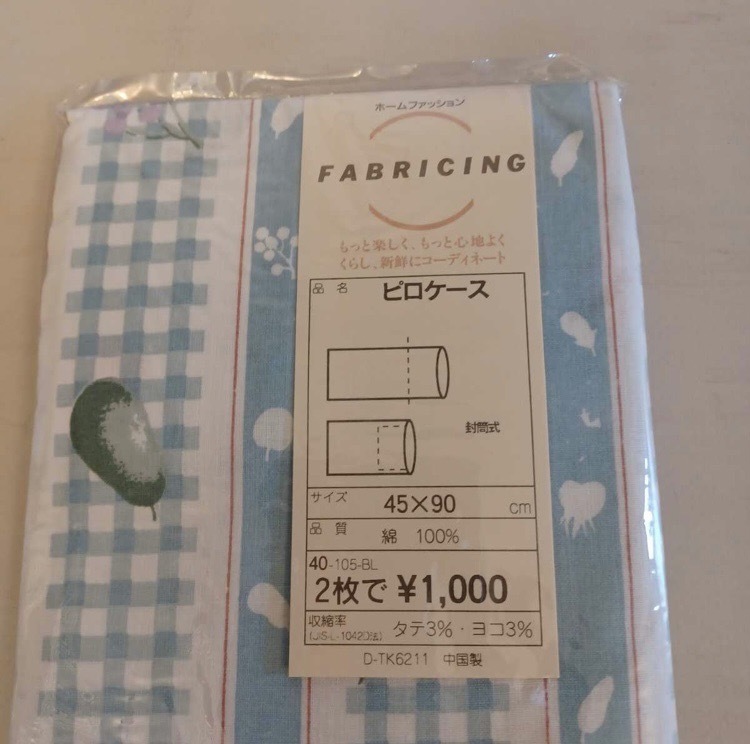 ホームファッション
FABRICING
もっと楽しく、もっと心地よく
くらし、新鮮にコーディネート
品名 ピロケース
封筒式
サイズ 45×90 cm
品質 綿 100%
40-105-BL
2枚で ¥1,000
収縮率
(JIS-L-1042D法) タテ3%・ヨコ3%
D-TK6211 中国製